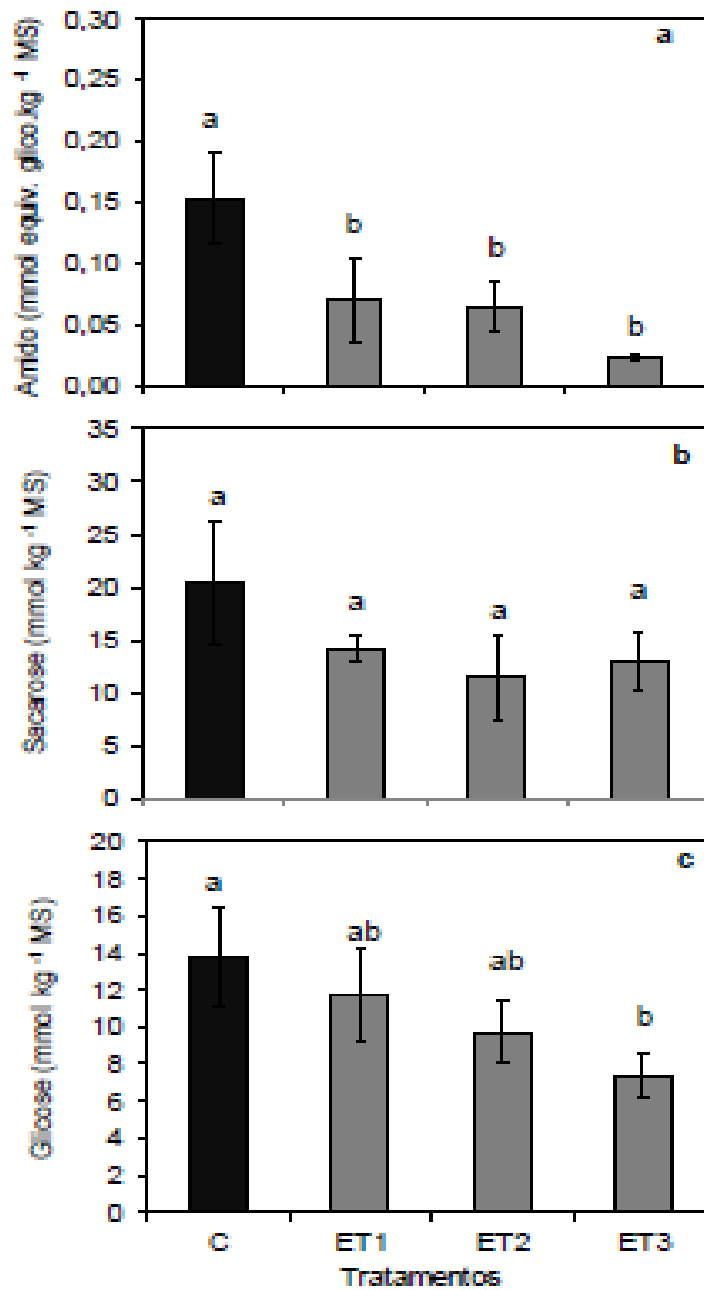 Amido (mmol equiv. glico.kg⁻¹ MS)
0,30
0,25
0,20
0,15
0,10
0,05
0,00
a
a
b
b
b
Sacarose (mmol kg⁻¹ MS)
35
30
25
20
15
10
5
0
b
a
a
a
a
Glicose (mmol kg⁻¹ MS)
20
18
16
14
12
10
8
6
4
2
0
c
a
ab
ab
b
C ET1 ET2 ET3
Tratamentos